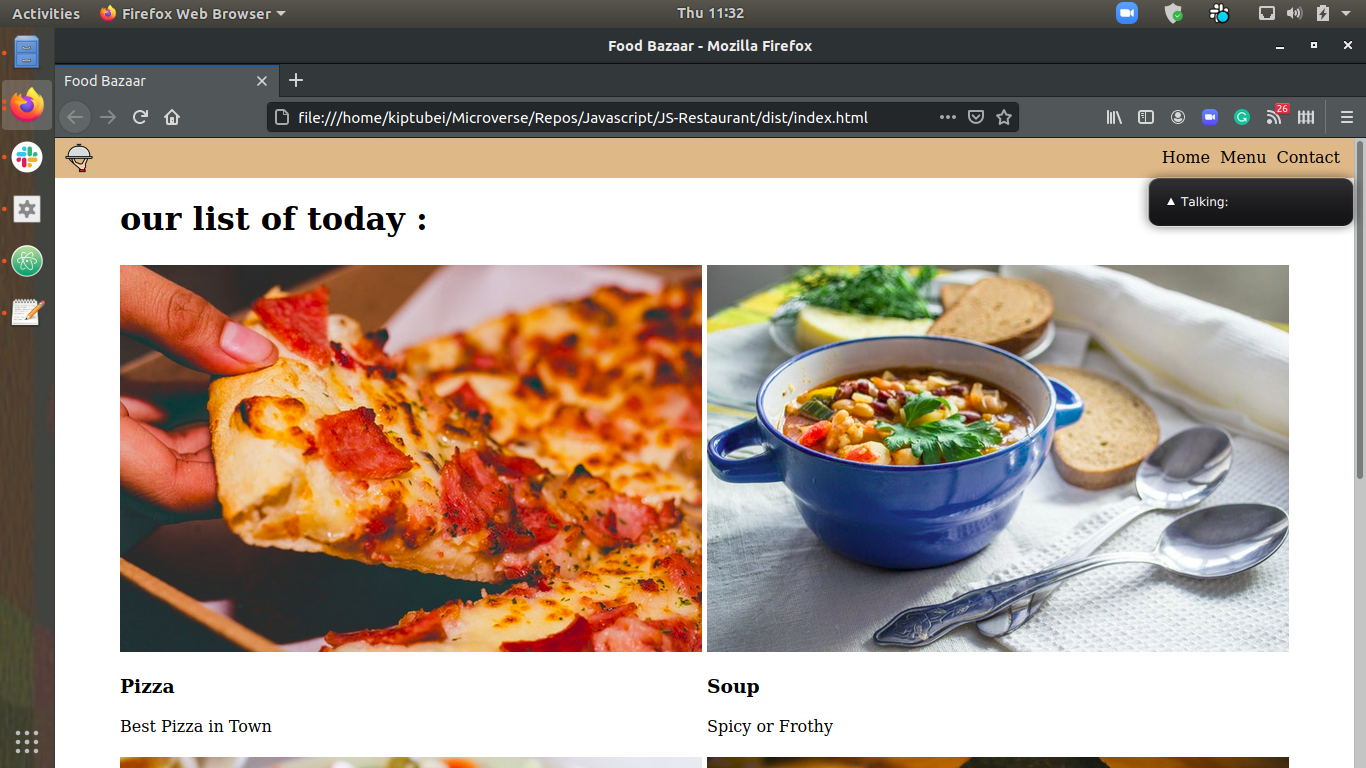 Activities Firefox Web Browser Thu 11:32
Food Bazaar - Mozilla Firefox
Food Bazaar
file:///home/kiptubei/Microverse/Repos/Javascript/JS-Restaurant/dist/index.html
26
Home Menu Contact
▲ Talking:
our list of today :
Pizza Soup
Best Pizza in Town Spicy or Frothy